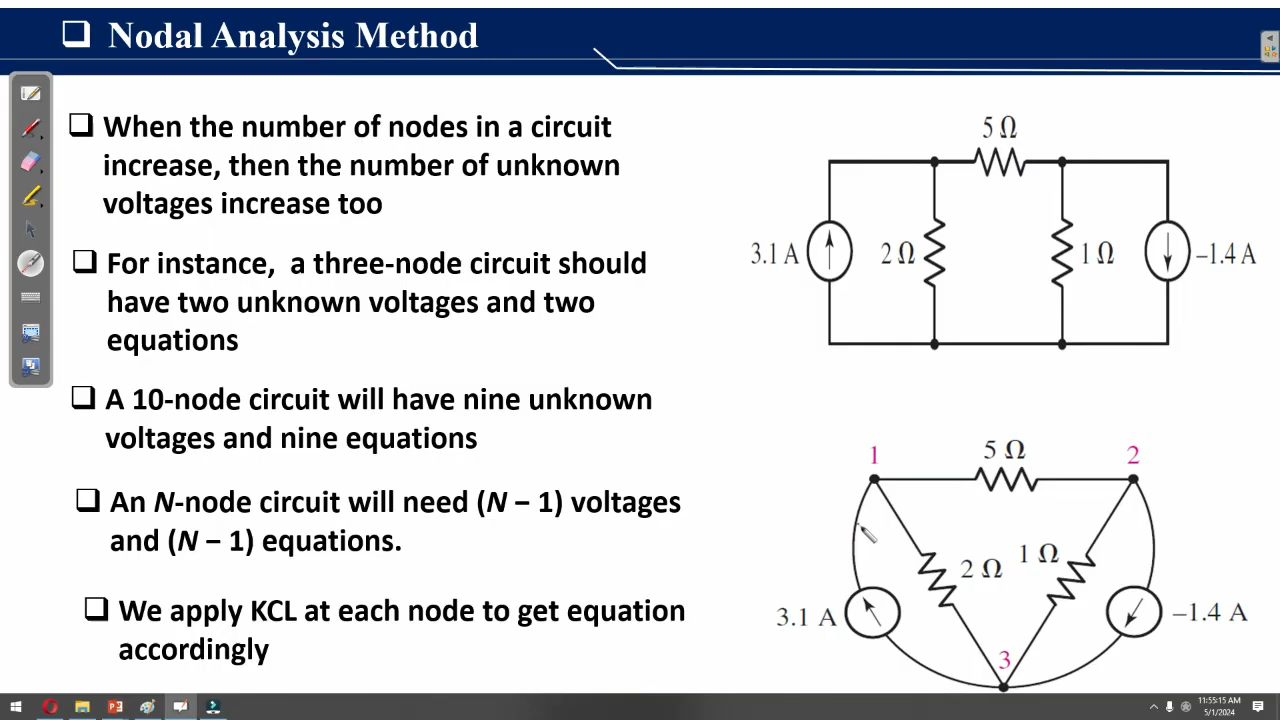 ❑ Nodal Analysis Method
❑ When the number of nodes in a circuit
increase, then the number of unknown
voltages increase too
❑ For instance, a three-node circuit should
have two unknown voltages and two
equations
❑ A 10-node circuit will have nine unknown
voltages and nine equations
❑ An N-node circuit will need (N − 1) voltages
and (N − 1) equations.
❑ We apply KCL at each node to get equation
accordingly
5 Ω
3.1 A
2 Ω
1 Ω
–1.4 A
1
5 Ω
2
2 Ω
1 Ω
3.1 A
–1.4 A
3
11:55:15 AM
5/1/2024